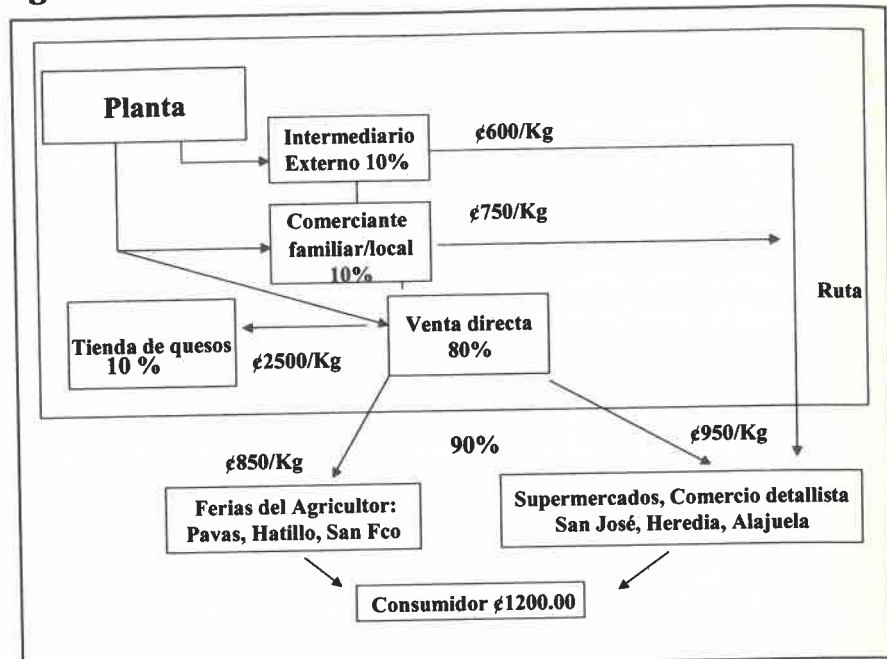 Planta
Intermediario
Externo 10%
¢600/Kg
Comerciante
familiar/local
10%
¢750/Kg
Ruta
Tienda de quesos
10 %
¢2500/Kg
Venta directa
80%
¢850/Kg
90%
¢950/Kg
Ferias del Agricultor:
Pavas, Hatillo, San Fco
Supermercados, Comercio detallista
San José, Heredia, Alajuela
Consumidor ¢1200.00